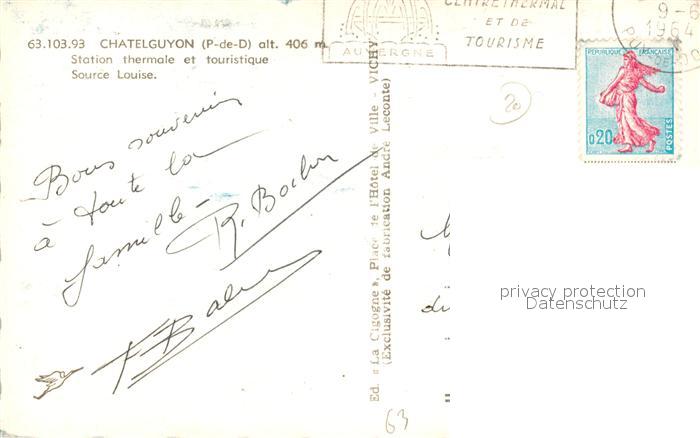 63.103.93 CHATELGUYON (P-de-D) alt. 406 m.
Station thermale et touristique
Source Louise.
AUVERGNE
CENTRE THERMAL
ET DE
TOURISME
9-
1964
REPUBLIQUE FRANÇAISE
0,20
POSTES
20
Bons souvenirs
à toute la
famille -
R.
F
Ed. « La Cigogne », Place de l'Hôtel de Ville - VICHY
(Exclusivité de fabrication André Leconte)
du
privacy protection
Datenschutz
63